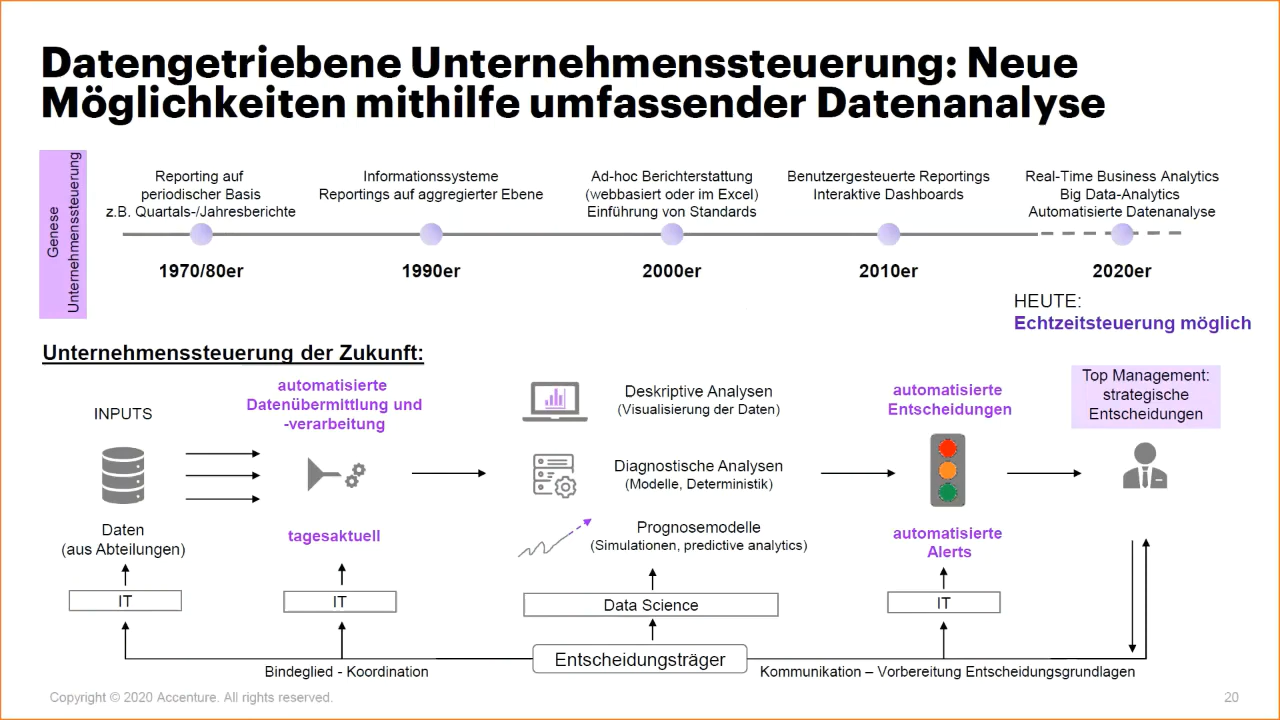 Datengetriebene Unternehmenssteuerung: Neue
Möglichkeiten mithilfe umfassender Datenanalyse
Genese
Unternehmenssteuerung
Reporting auf
periodischer Basis
z.B. Quartals-/Jahresberichte
1970/80er
Informationssysteme
Reportings auf aggregierter Ebene
1990er
Ad-hoc Berichterstattung
(webbasiert oder im Excel)
Einführung von Standards
2000er
Benutzergesteuerte Reportings
Interaktive Dashboards
2010er
Real-Time Business Analytics
Big Data-Analytics
Automatisierte Datenanalyse
2020er
HEUTE:
Echtzeitsteuerung möglich
Unternehmenssteuerung der Zukunft:
INPUTS
Daten
(aus Abteilungen)
IT
automatisierte
Datenübermittlung und
-verarbeitung
tagesaktuell
IT
Deskriptive Analysen
(Visualisierung der Daten)
Diagnostische Analysen
(Modelle, Deterministik)
Prognosemodelle
(Simulationen, predictive analytics)
Data Science
automatisierte
Entscheidungen
automatisierte
Alerts
IT
Top Management:
strategische
Entscheidungen
Entscheidungsträger
Bindeglied - Koordination
Kommunikation – Vorbereitung Entscheidungsgrundlagen
Copyright © 2020 Accenture. All rights reserved.
20